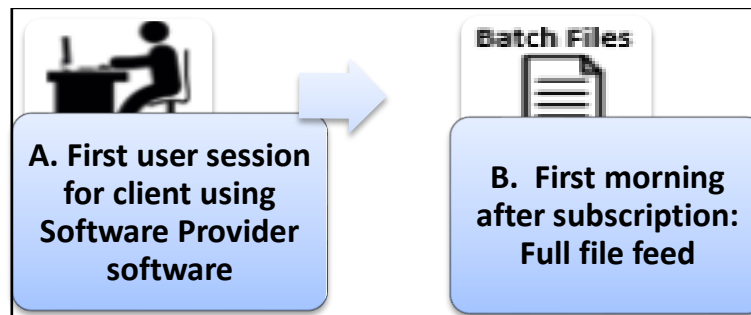 Batch Files
A. First user session
for client using
Software Provider
software
B. First morning
after subscription:
Full file feed